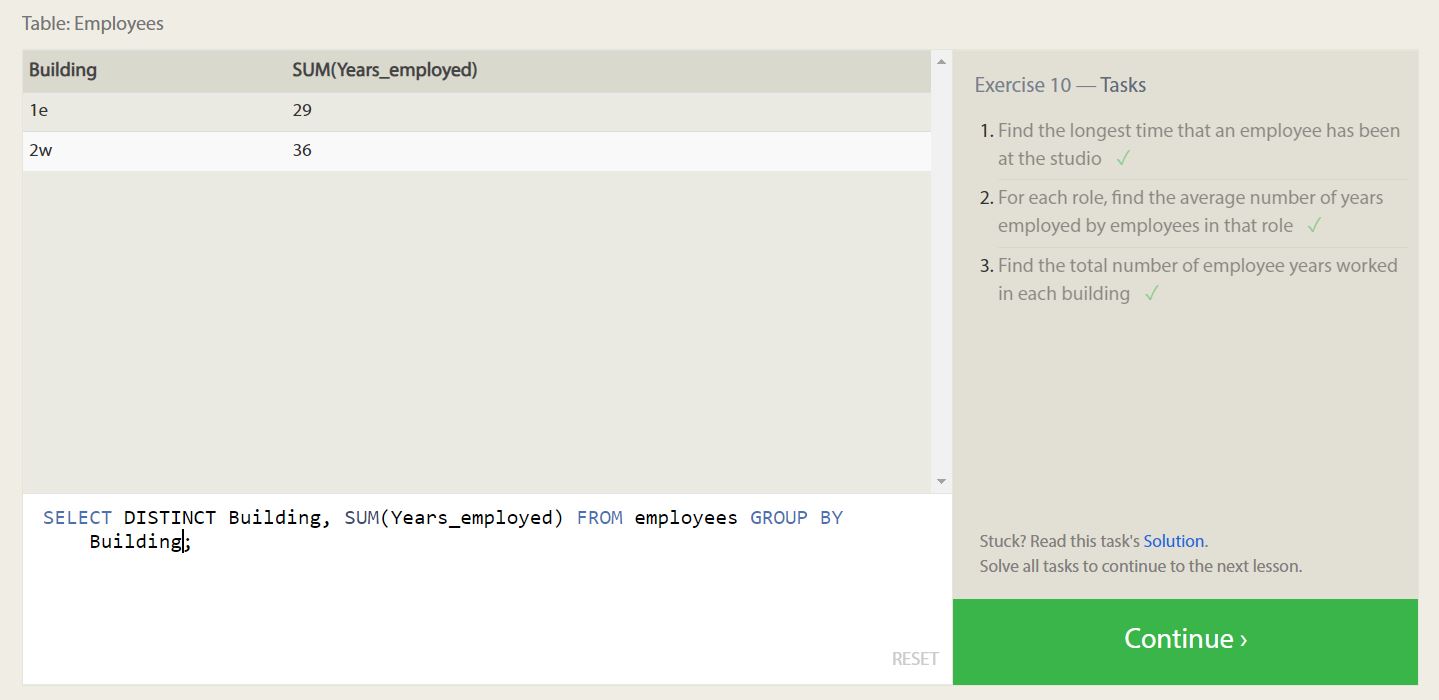 Table: Employees
Building SUM(Years_employed)
1e 29
2w 36
SELECT DISTINCT Building, SUM(Years_employed) FROM employees GROUP BY
Building;
RESET
Exercise 10 — Tasks
1. Find the longest time that an employee has been
at the studio ✓
2. For each role, find the average number of years
employed by employees in that role ✓
3. Find the total number of employee years worked
in each building ✓
Stuck? Read this task's Solution.
Solve all tasks to continue to the next lesson.
Continue ›